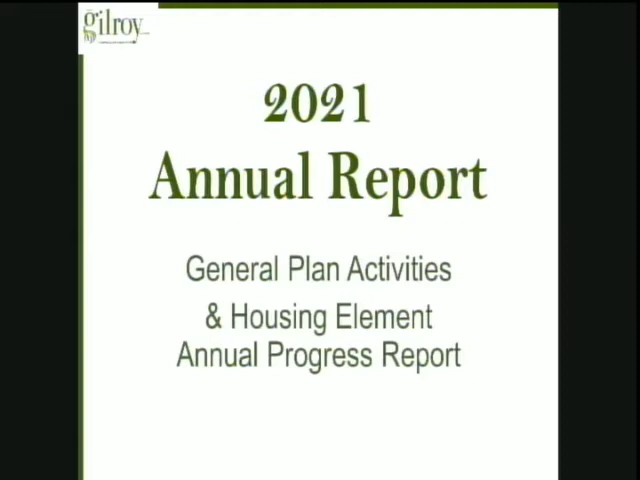 gilroy
2021
Annual Report
General Plan Activities
& Housing Element
Annual Progress Report